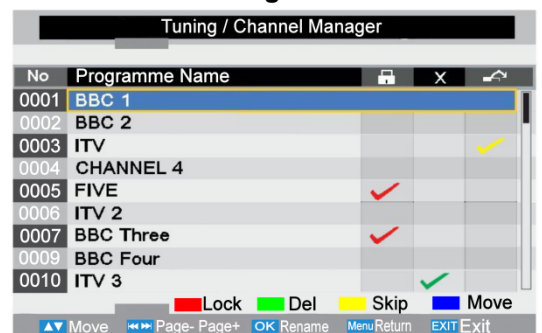 Tuning / Channel Manager
No Programme Name X
0001 BBC 1
0002 BBC 2
0003 ITV
0004 CHANNEL 4
0005 FIVE
0006 ITV 2
0007 BBC Three
0009 BBC Four
0010 ITV 3
Lock Del Skip Move
Move Page- Page+ OK Rename Menu Return EXIT Exit